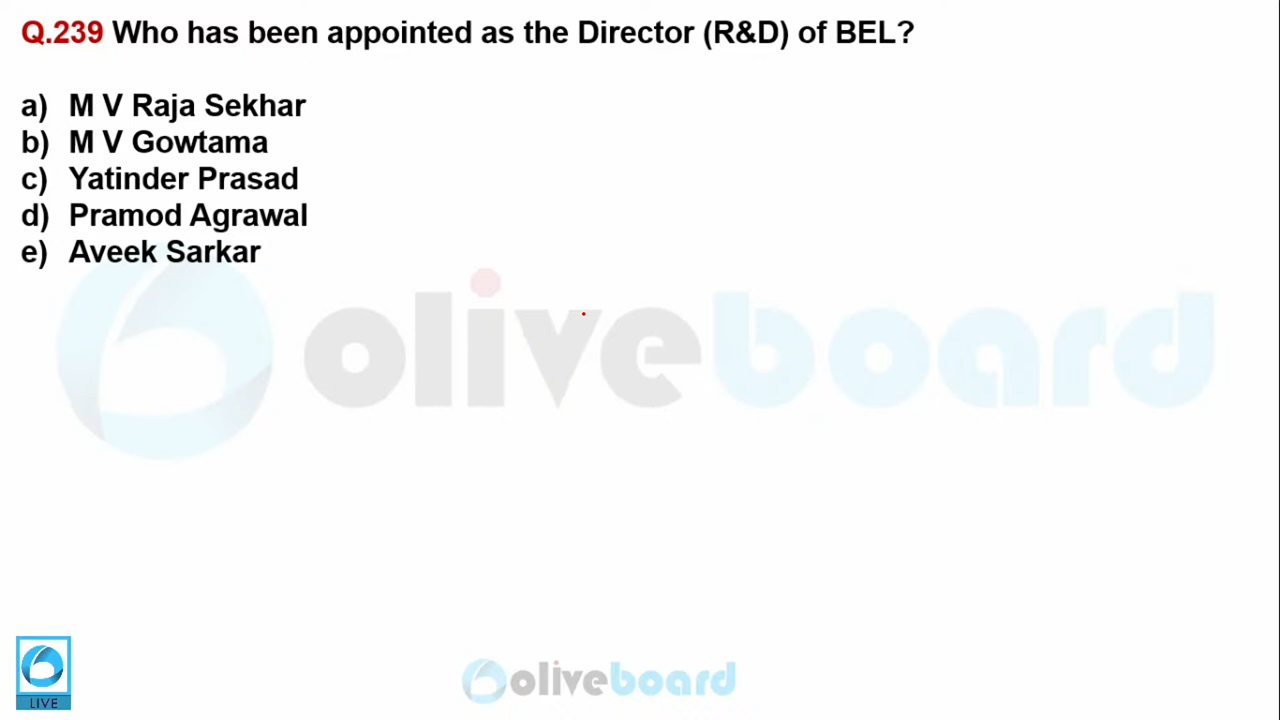 Q.239 Who has been appointed as the Director (R&D) of BEL?
a) M V Raja Sekhar
b) M V Gowtama
c) Yatinder Prasad
d) Pramod Agrawal
e) Aveek Sarkar
oliveboard
LIVE
oliveboard